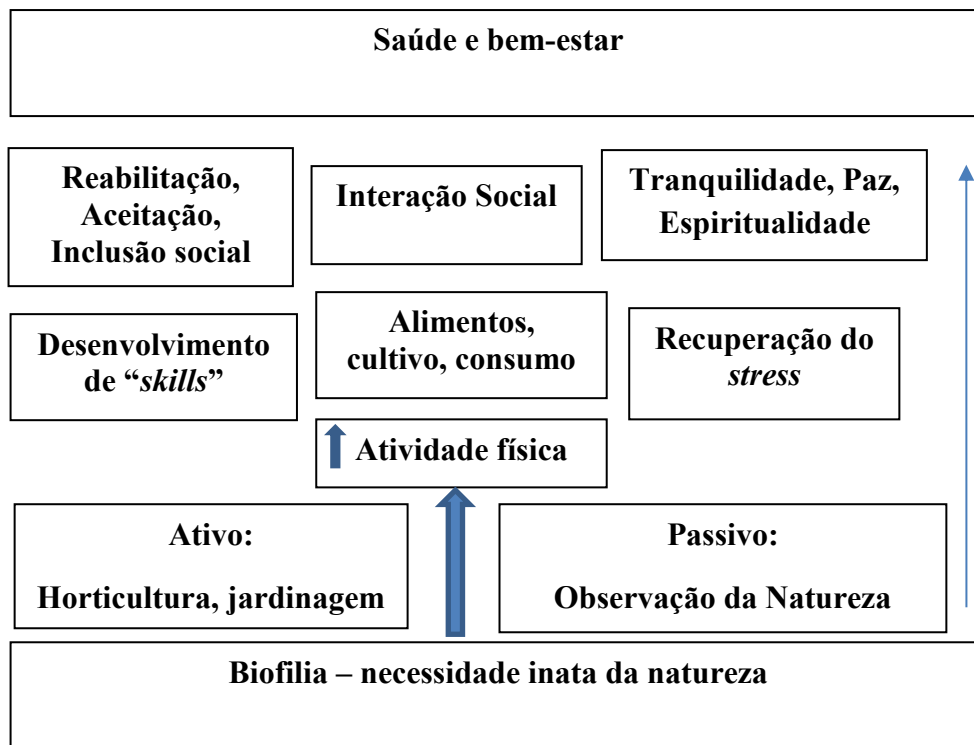 Saúde e bem-estar
Reabilitação,
Aceitação,
Inclusão social
Interação Social
Tranquilidade, Paz,
Espiritualidade
Desenvolvimento
de “skills”
Alimentos,
cultivo, consumo
Recuperação do
stress
Atividade física
Ativo:
Horticultura, jardinagem
Passivo:
Observação da Natureza
Biofilia – necessidade inata da natureza